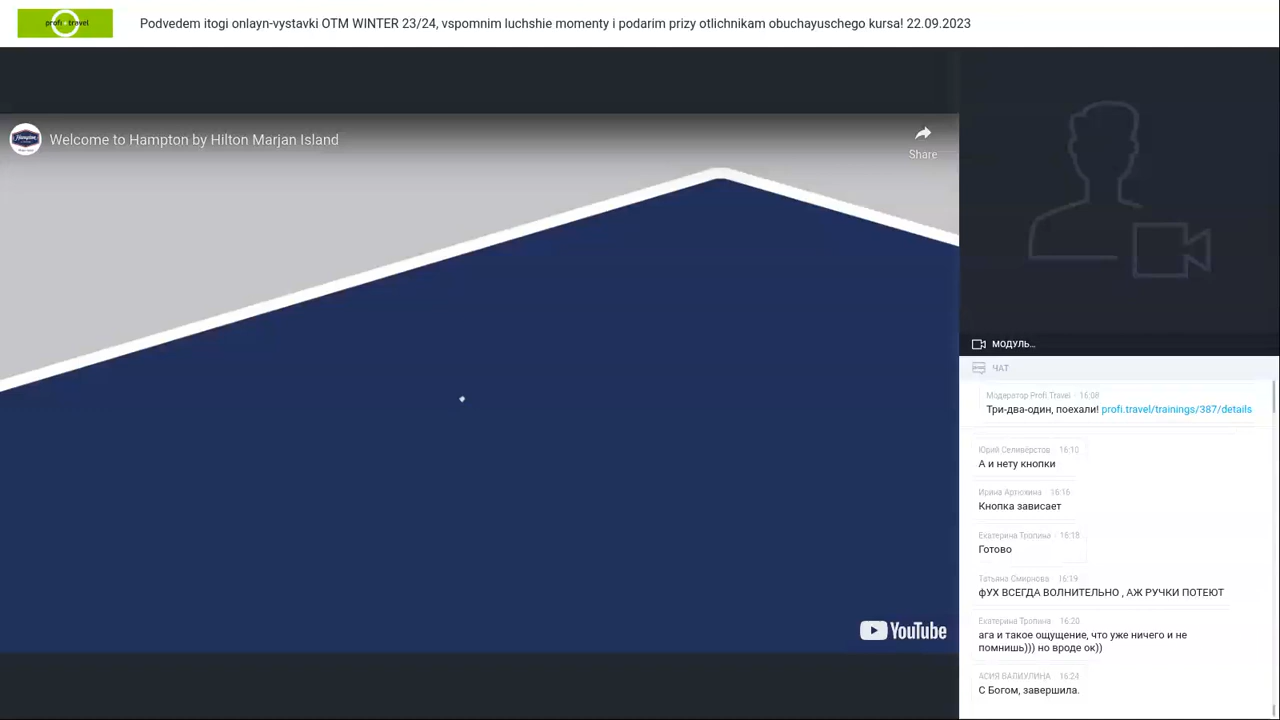 profi travel
Podvedem itogi onlayn-vystavki OTM WINTER 23/24, vspomnim luchshie momenty i podarim prizy otlichnikam obuchayuschego kursa! 22.09.2023
Welcome to Hampton by Hilton Marjan Island
Share
YouTube
МОДУЛЬ...
ЧАТ
Модератор Profi Travel 16:08
Три-два-один, поехали! profi.travel/trainings/387/details
Юрий Селивёрстов 16:10
А и нету кнопки
Ирина Артюхина 16:16
Кнопка зависает
Екатерина Тропина 16:18
Готово
Татьяна Смирнова 16:19
фУХ ВСЕГДА ВОЛНИТЕЛЬНО , АЖ РУЧКИ ПОТЕЮТ
Екатерина Тропина 16:20
ага и такое ощущение, что уже ничего и не
помнишь))) но вроде ок))
АСИЯ ВАЛИУЛИНА 16:24
С Богом, завершила.